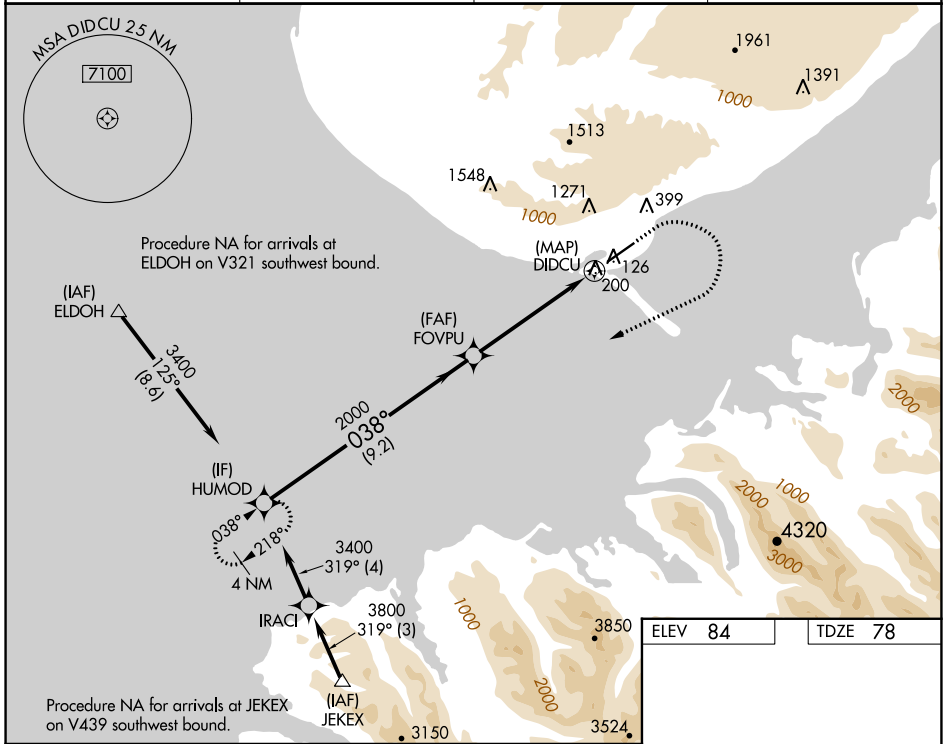 MSA DIDCU 25 NM
7100
1961
1391
1000
1513
1548
1271
399
1000
Procedure NA for arrivals at
ELDOH on V321 southwest bound.
(MAP)
DIDCU
126
200
(IAF)
ELDOH
(FAF)
FOVPU
3400
125°
(8.6)
2000
038°
(9.2)
2000
(IF)
HUMOD
038°
218°
4 NM
3400
319° (4)
2000
1000
4320
3000
IRACI
3800
319° (3)
1000
3850
2000
(IAF)
JEKEX
Procedure NA for arrivals at JEKEX
on V439 southwest bound.
3150
3524
ELEV 84
TDZE 78